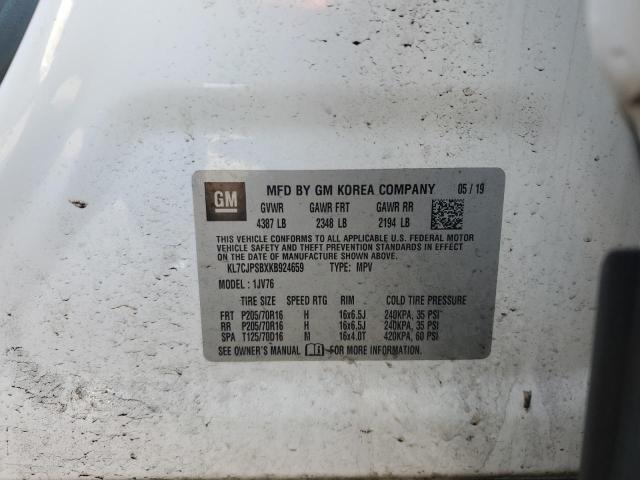 GM
MFD BY GM KOREA COMPANY 05 / 19
GVWR GAWR FRT GAWR RR
4387 LB 2348 LB 2194 LB
THIS VEHICLE CONFORMS TO ALL APPLICABLE U.S. FEDERAL MOTOR
VEHICLE SAFETY AND THEFT PREVENTION STANDARDS IN EFFECT ON
THE DATE OF MANUFACTURE SHOWN ABOVE.
KL7CJPSBXKB924659 TYPE: MPV
MODEL : 1JV76
TIRE SIZE SPEED RTG RIM COLD TIRE PRESSURE
FRT P205/70R16 H 16x6.5J 240KPA, 35 PSI
RR P205/70R16 H 16x6.5J 240KPA, 35 PSI
SPA T125/70D16 M 16x4.0T 420KPA, 60 PSI
SEE OWNER'S MANUAL FOR MORE INFORMATION